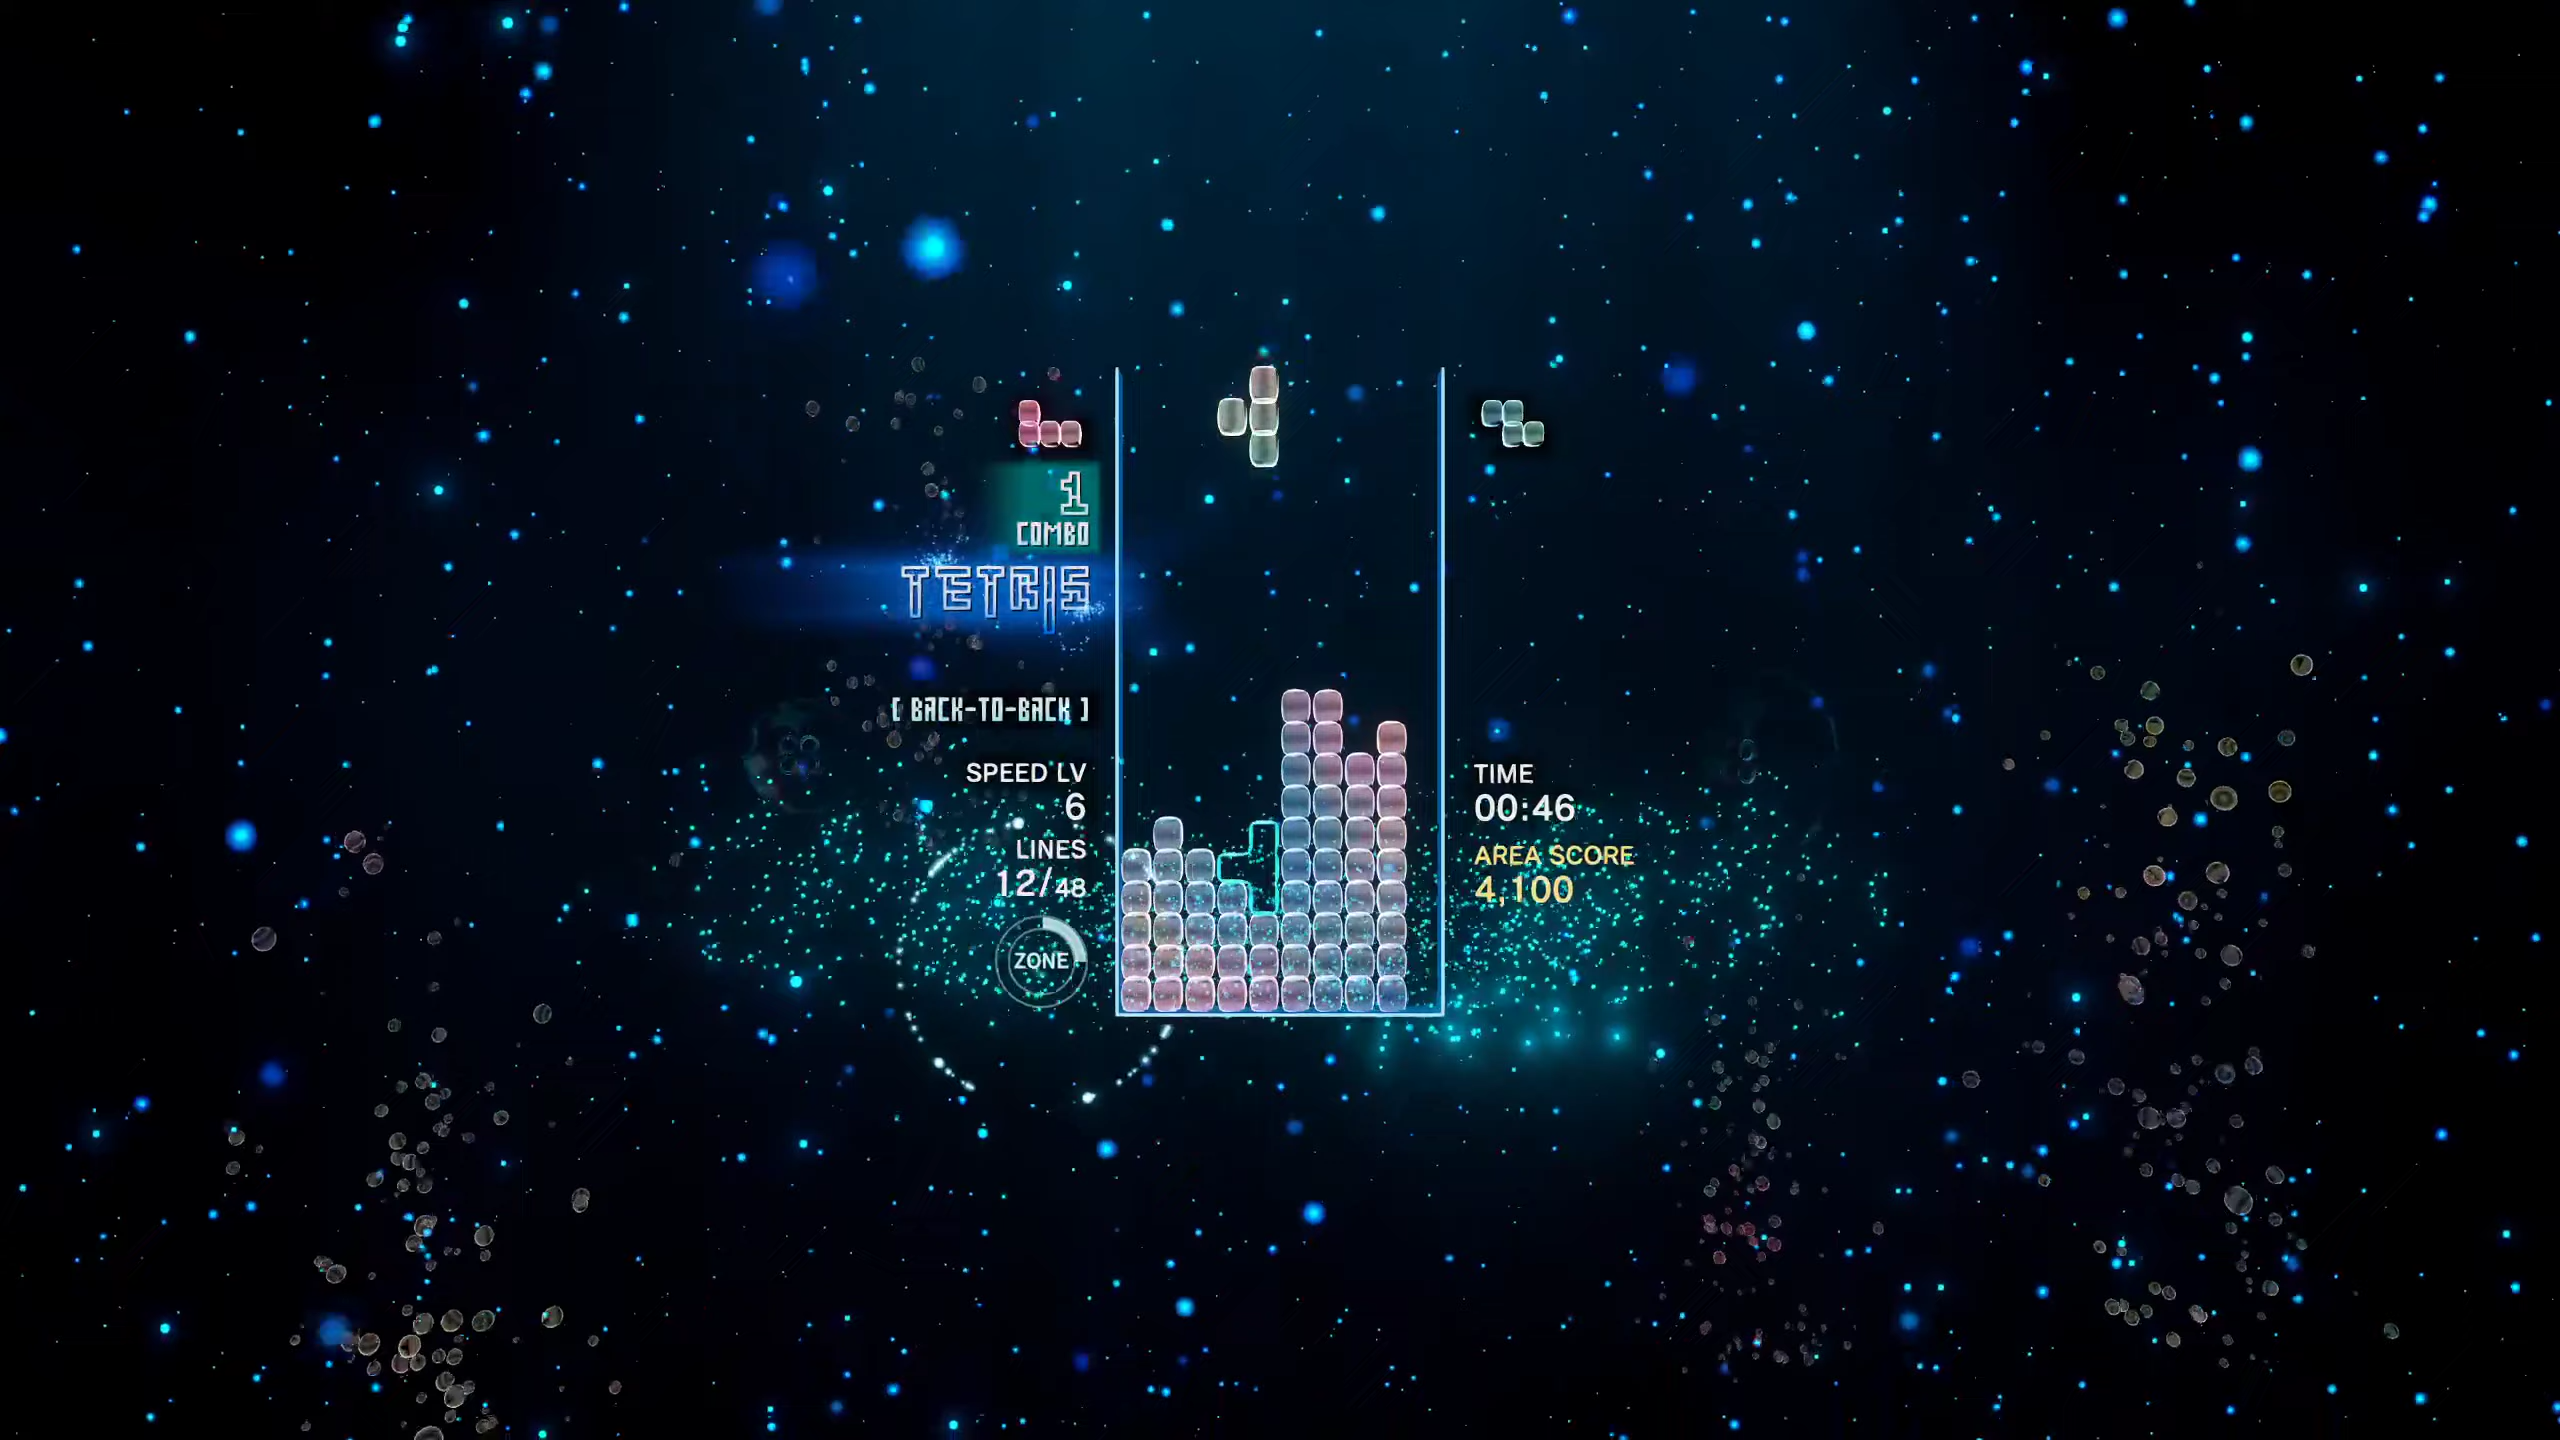 1
COMBO
TETRIS
[ BACK-TO-BACK ]
SPEED LV
6
LINES
12/48
ZONE
TIME
00:46
AREA SCORE
4,100